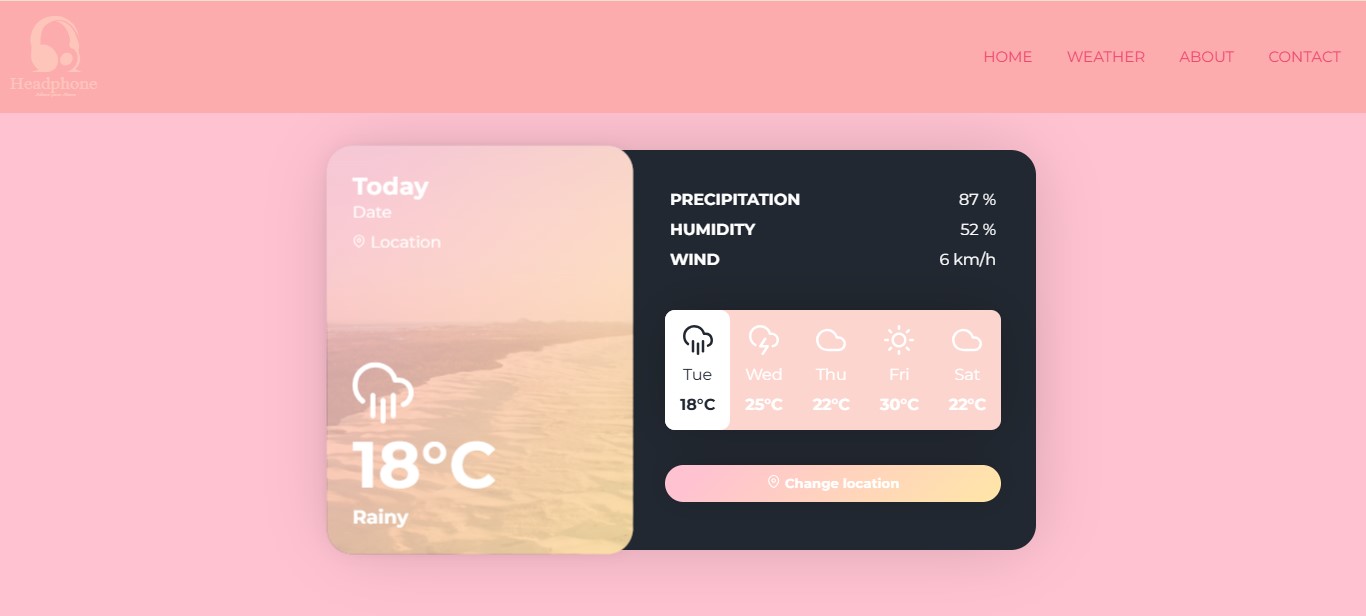 Headphone
HOME WEATHER ABOUT CONTACT
Today
Date
Location
18°C
Rainy
PRECIPITATION 87 %
HUMIDITY 52 %
WIND 6 km/h
Tue Wed Thu Fri Sat
18°C 25°C 22°C 30°C 22°C
Change location